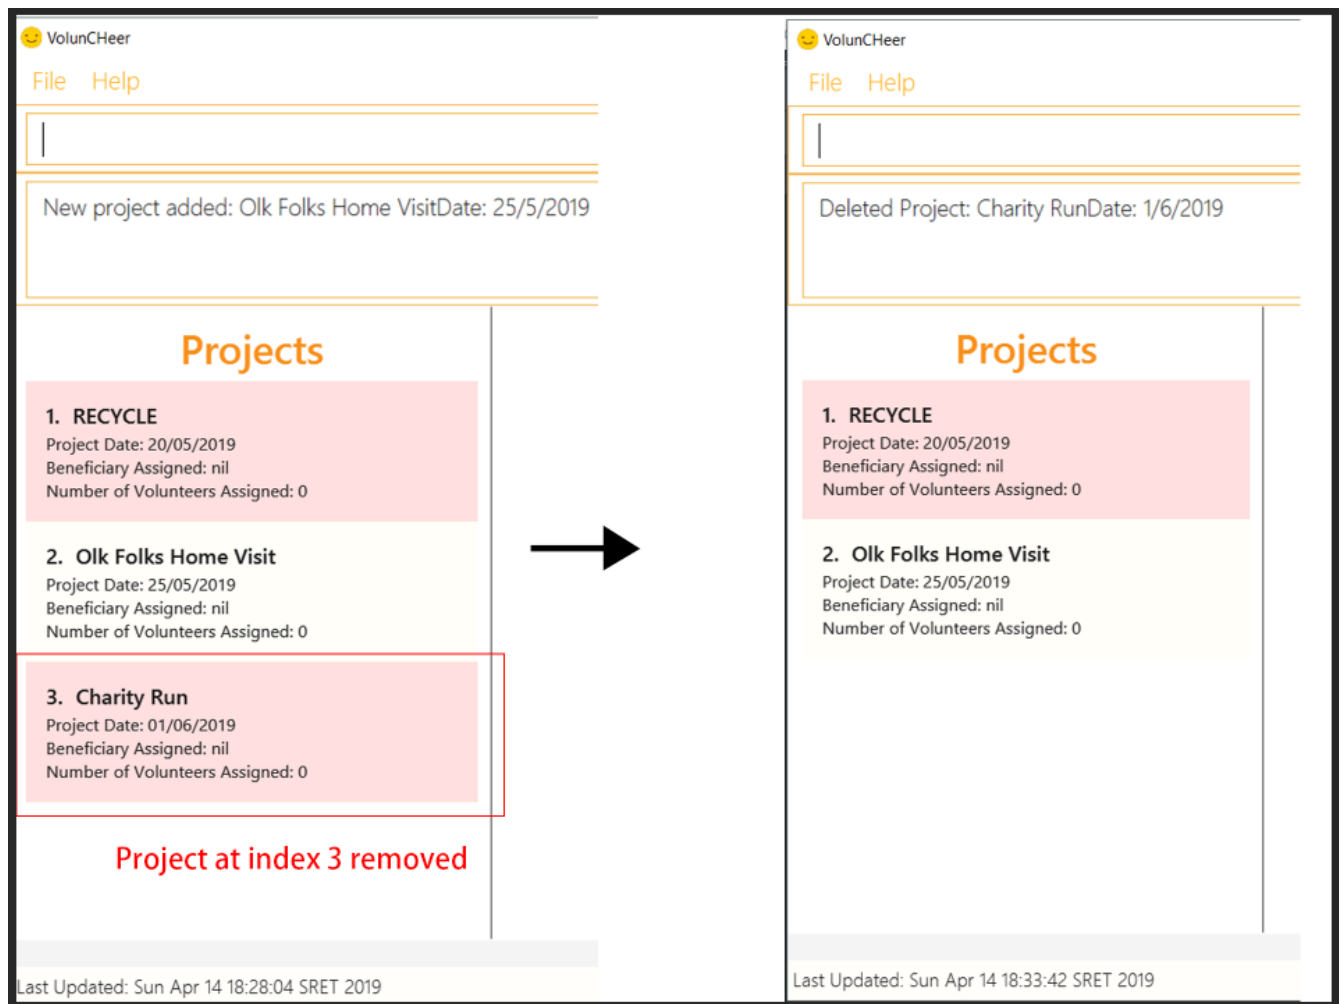 VolunCHeer
File Help
New project added: Olk Folks Home VisitDate: 25/5/2019
Projects
1. RECYCLE
Project Date: 20/05/2019
Beneficiary Assigned: nil
Number of Volunteers Assigned: 0
2. Olk Folks Home Visit
Project Date: 25/05/2019
Beneficiary Assigned: nil
Number of Volunteers Assigned: 0
3. Charity Run
Project Date: 01/06/2019
Beneficiary Assigned: nil
Number of Volunteers Assigned: 0
Project at index 3 removed
Last Updated: Sun Apr 14 18:28:04 SRET 2019
VolunCHeer
File Help
Deleted Project: Charity RunDate: 1/6/2019
Projects
1. RECYCLE
Project Date: 20/05/2019
Beneficiary Assigned: nil
Number of Volunteers Assigned: 0
2. Olk Folks Home Visit
Project Date: 25/05/2019
Beneficiary Assigned: nil
Number of Volunteers Assigned: 0
Last Updated: Sun Apr 14 18:33:42 SRET 2019